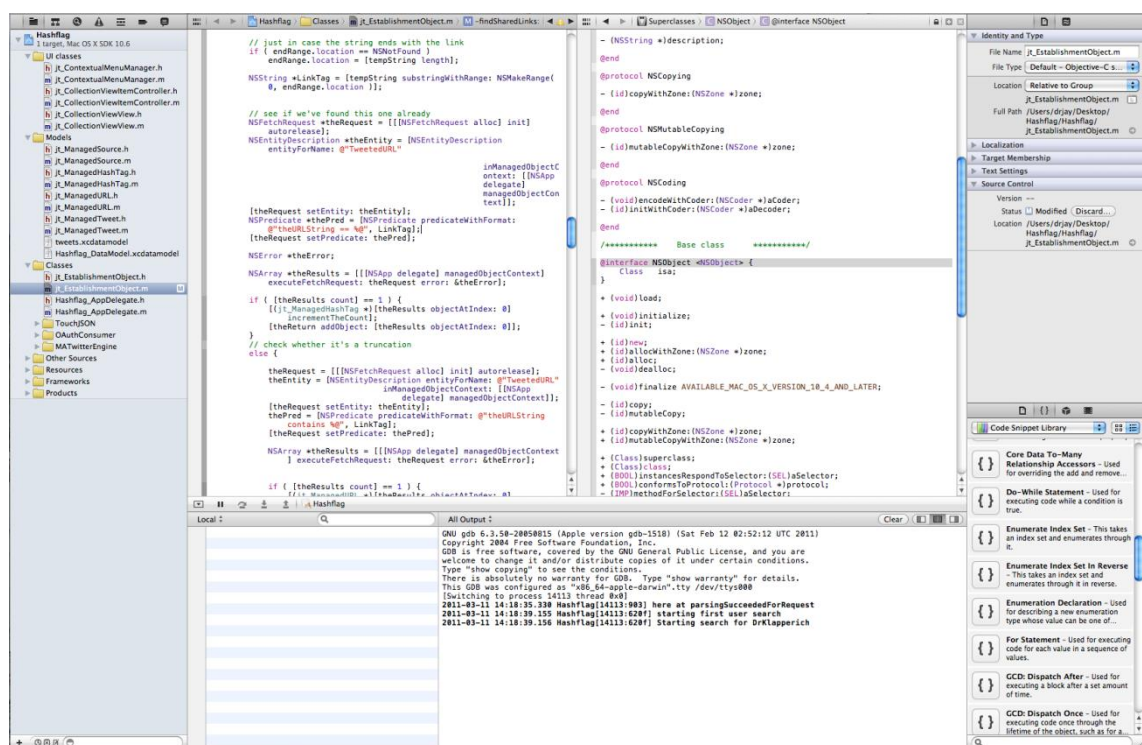 Hashflag Classes jt_EstablishmentObject.m -findSharedLinks:
Superclasses NSObject @interface NSObject
Hashflag
1 target, Mac OS X SDK 10.6
UI classes
jt_ContextualMenuManager.h
jt_ContextualMenuManager.m
jt_CollectionViewItemController.h
jt_CollectionViewItemController.m
jt_CollectionViewView.h
jt_CollectionViewView.m
Models
jt_ManagedSource.h
jt_ManagedSource.m
jt_ManagedHashTag.h
jt_ManagedHashTag.m
jt_ManagedURL.h
jt_ManagedURL.m
jt_ManagedTweet.h
jt_ManagedTweet.m
tweets.xcdatamodel
Hashflag_DataModel.xcdatamodel
Classes
jt_EstablishmentObject.h
jt_EstablishmentObject.m M
Hashflag_AppDelegate.h
Hashflag_AppDelegate.m
TouchJSON
OAuthConsumer
MATwitterEngine
Other Sources
Resources
Frameworks
Products
// just in case the string ends with the link
if ( endRange.location == NSNotFound )
endRange.location = [tempString length];
NSString *LinkTag = [tempString substringWithRange: NSMakeRange(
0, endRange.location )];
// see if we've found this one already
NSFetchRequest *theRequest = [[[NSFetchRequest alloc] init]
autorelease];
NSEntityDescription *theEntity = [NSEntityDescription
entityForName: @"TweetedURL"
inManagedObjectC
ontext: [[NSApp
delegate]
managedObjectCon
text]];
[theRequest setEntity: theEntity];
NSPredicate *thePred = [NSPredicate predicateWithFormat:
@"theURLString == %@", LinkTag];
[theRequest setPredicate: thePred];
NSError *theError;
NSArray *theResults = [[[NSApp delegate] managedObjectContext]
executeFetchRequest: theRequest error: &theError];
if ( [theResults count] == 1 ) {
[(jt_ManagedHashTag *)[theResults objectAtIndex: 0]
incrementTheCount];
[theReturn addObject: [theResults objectAtIndex: 0]];
}
// check whether it's a truncation
else {
theRequest = [[[NSFetchRequest alloc] init] autorelease];
theEntity = [NSEntityDescription entityForName: @"TweetedURL"
inManagedObjectContext: [[NSApp
delegate] managedObjectContext]];
[theRequest setEntity: theEntity];
thePred = [NSPredicate predicateWithFormat: @"theURLString
contains %@", LinkTag];
[theRequest setPredicate: thePred];
NSArray *theResults = [[[NSApp delegate] managedObjectContext
] executeFetchRequest: theRequest error: &theError];
if ( [theResults count] == 1 ) {
[(jt_ManagedURL *)[theResults objectAtIndex: 0]
- (NSString *)description;
@end
@protocol NSCopying
- (id)copyWithZone:(NSZone *)zone;
@end
@protocol NSMutableCopying
- (id)mutableCopyWithZone:(NSZone *)zone;
@end
@protocol NSCoding
- (void)encodeWithCoder:(NSCoder *)aCoder;
- (id)initWithCoder:(NSCoder *)aDecoder;
@end
/*********** Base class ***********/
@interface NSObject <NSObject> {
Class isa;
}
+ (void)load;
+ (void)initialize;
- (id)init;
+ (id)new;
+ (id)allocWithZone:(NSZone *)zone;
+ (id)alloc;
- (void)dealloc;
- (void)finalize AVAILABLE_MAC_OS_X_VERSION_10_4_AND_LATER;
- (id)copy;
- (id)mutableCopy;
+ (id)copyWithZone:(NSZone *)zone;
+ (id)mutableCopyWithZone:(NSZone *)zone;
+ (Class)superclass;
+ (Class)class;
+ (BOOL)instancesRespondToSelector:(SEL)aSelector;
+ (BOOL)conformsToProtocol:(Protocol *)protocol;
- (IMP)methodForSelector:(SEL)aSelector;
Hashflag
Local
All Output
Clear
GNU gdb 6.3.50-20050815 (Apple version gdb-1518) (Sat Feb 12 02:52:12 UTC 2011)
Copyright 2004 Free Software Foundation, Inc.
GDB is free software, covered by the GNU General Public License, and you are
welcome to change it and/or distribute copies of it under certain conditions.
Type "show copying" to see the conditions.
There is absolutely no warranty for GDB. Type "show warranty" for details.
This GDB was configured as "x86_64-apple-darwin".tty /dev/ttys000
[Switching to process 14113 thread 0x0]
2011-03-11 14:18:35.330 Hashflag[14113:903] here at parsingSucceededForRequest
2011-03-11 14:18:39.155 Hashflag[14113:620f] starting first user search
2011-03-11 14:18:39.156 Hashflag[14113:620f] Starting search for DrKlapperich
Identity and Type
File Name jt_EstablishmentObject.m
File Type Default - Objective-C s...
Location Relative to Group
jt_EstablishmentObject.m
Full Path /Users/drjay/Desktop/
Hashflag/Hashflag/
jt_EstablishmentObject.m
Localization
Target Membership
Text Settings
Source Control
Version --
Status Modified Discard...
Location /Users/drjay/Desktop/
Hashflag/Hashflag/
jt_EstablishmentObject.m
Code Snippet Library
Core Data To-Many
Relationship Accessors - Used
for overriding the add and remove...
Do-While Statement - Used for
executing code while a condition is
true.
Enumerate Index Set - This takes
an index set and enumerates through
it.
Enumerate Index Set In Reverse
- This takes an index set and
enumerates through it in reverse.
Enumeration Declaration - Used
for describing a new enumeration
type whose value can be one of...
For Statement - Used for executing
code for each value in a sequence of
values.
GCD: Dispatch After - Used for
executing a block after a set amount
of time.
GCD: Dispatch Once - Used for
executing code once through the
lifetime of the object, such as for a...